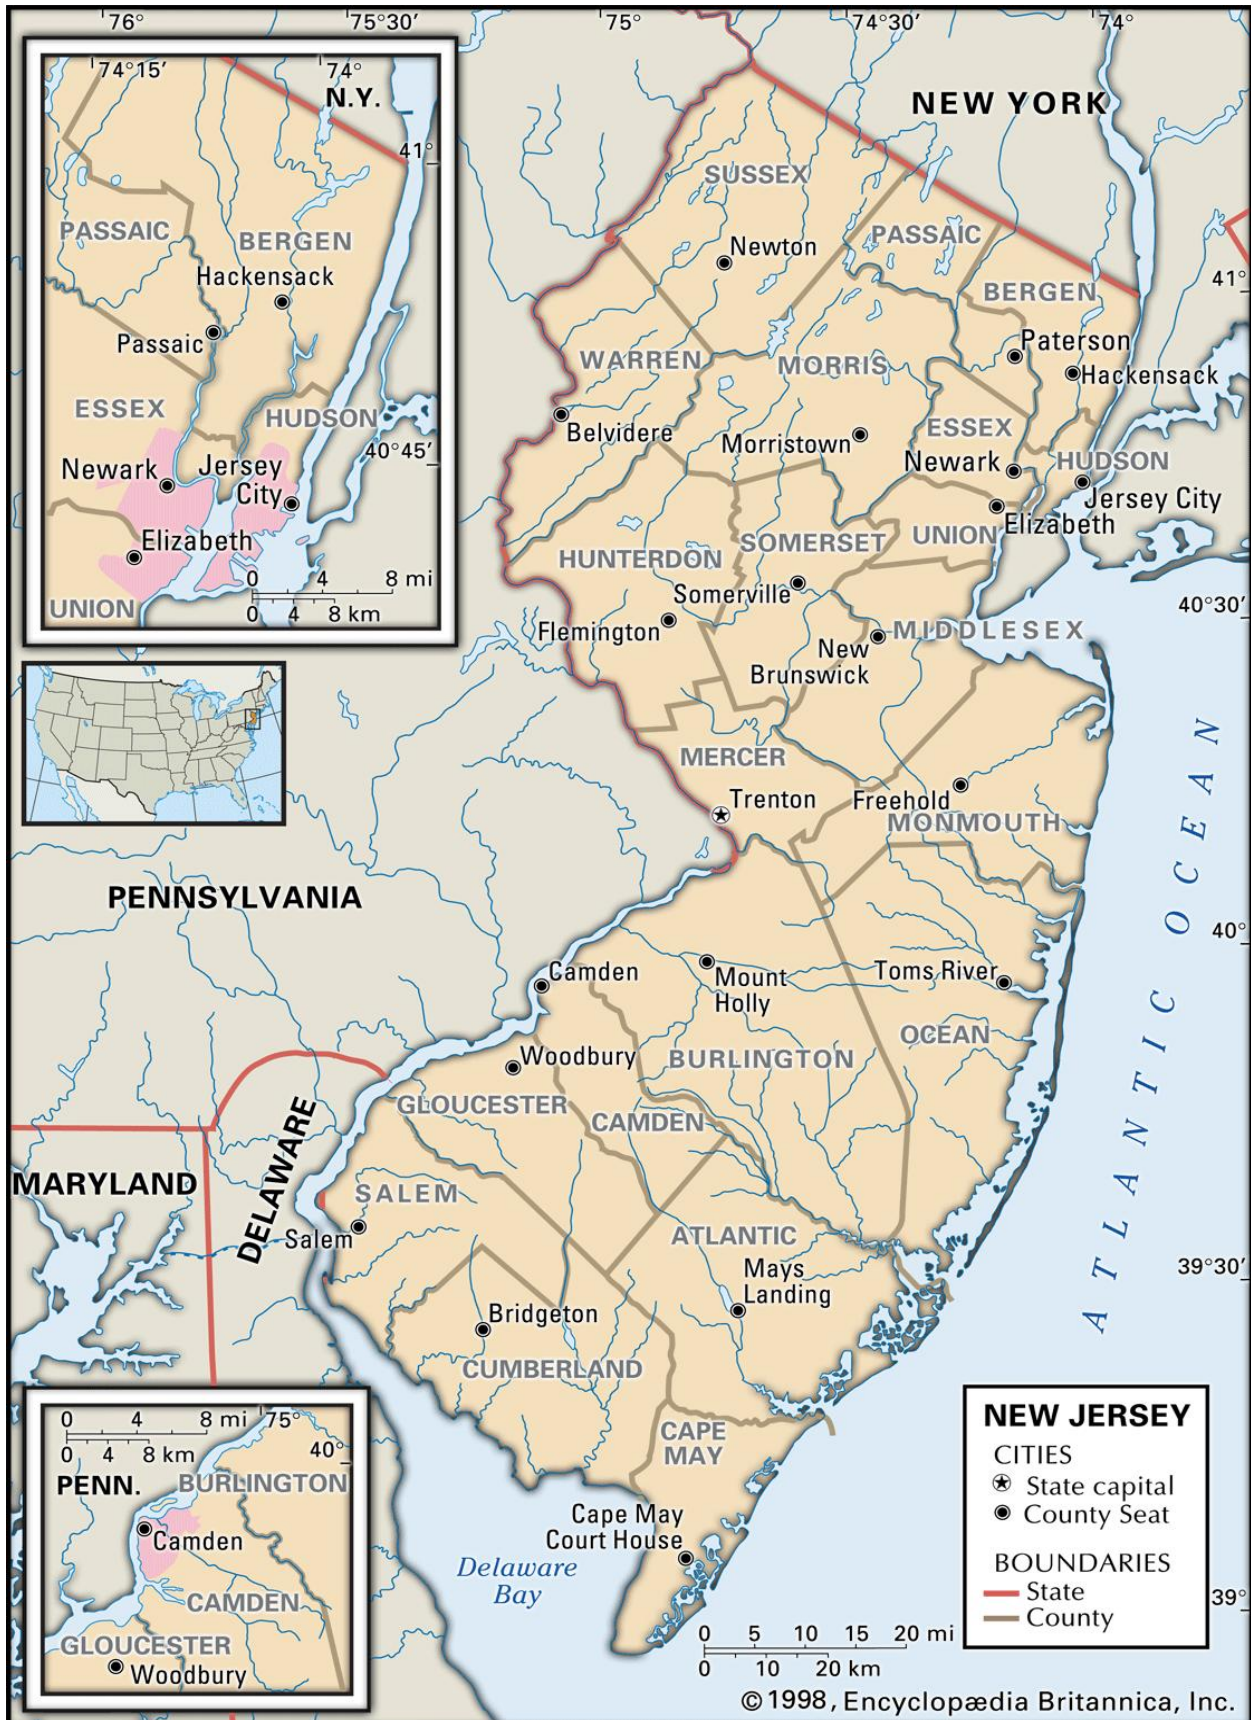 76°
75°30′
75°
74°30′
74°
74°15′
74°
N.Y.
41°
PASSAIC
BERGEN
Hackensack
Passaic
ESSEX
HUDSON
40°45′
Newark
Jersey
City
Elizabeth
UNION
0 4 8 mi
0 4 8 km
NEW YORK
SUSSEX
Newton
PASSAIC
BERGEN
41°
Paterson
Hackensack
WARREN
MORRIS
Belvidere
Morristown
ESSEX
Newark
HUDSON
Jersey City
Elizabeth
UNION
HUNTERDON
SOMERSET
Somerville
Flemington
40°30′
MIDDLESEX
New
Brunswick
MERCER
Trenton
Freehold
MONMOUTH
PENNSYLVANIA
ATLANTIC OCEAN
40°
Camden
Mount
Holly
Toms River
OCEAN
Woodbury
BURLINGTON
GLOUCESTER
CAMDEN
MARYLAND
DELAWARE
SALEM
Salem
ATLANTIC
Mays
Landing
39°30′
Bridgeton
CUMBERLAND
CAPE
MAY
Cape May
Court House
Delaware
Bay
39°
0 4 8 mi
75°
0 4 8 km
40°
PENN.
BURLINGTON
Camden
CAMDEN
GLOUCESTER
Woodbury
NEW JERSEY
CITIES
State capital
County Seat
BOUNDARIES
State
County
0 5 10 15 20 mi
0 10 20 km
©1998, Encyclopædia Britannica, Inc.